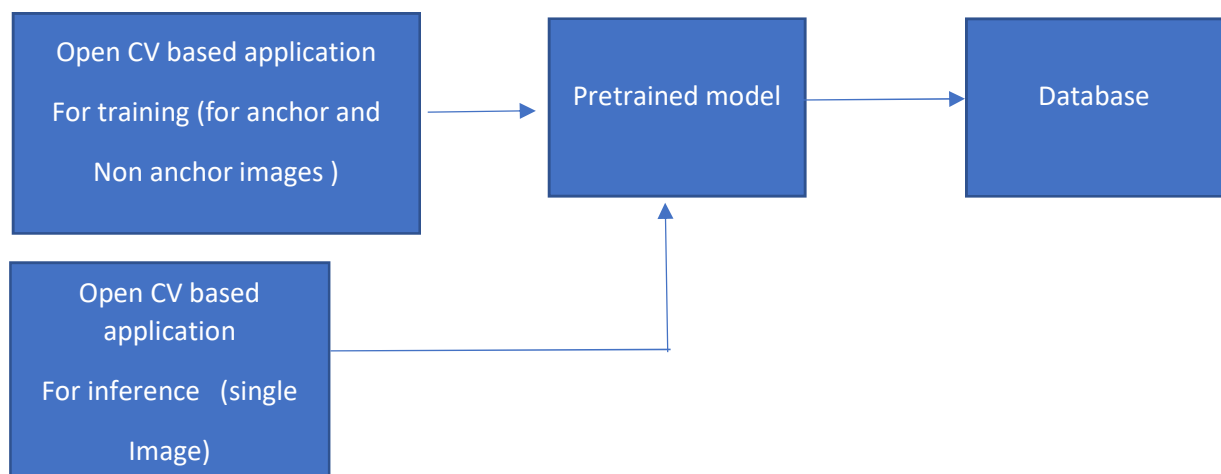 Open CV based application
For training (for anchor and
Non anchor images )
Pretrained model
Database
Open CV based
application
For inference (single
Image)